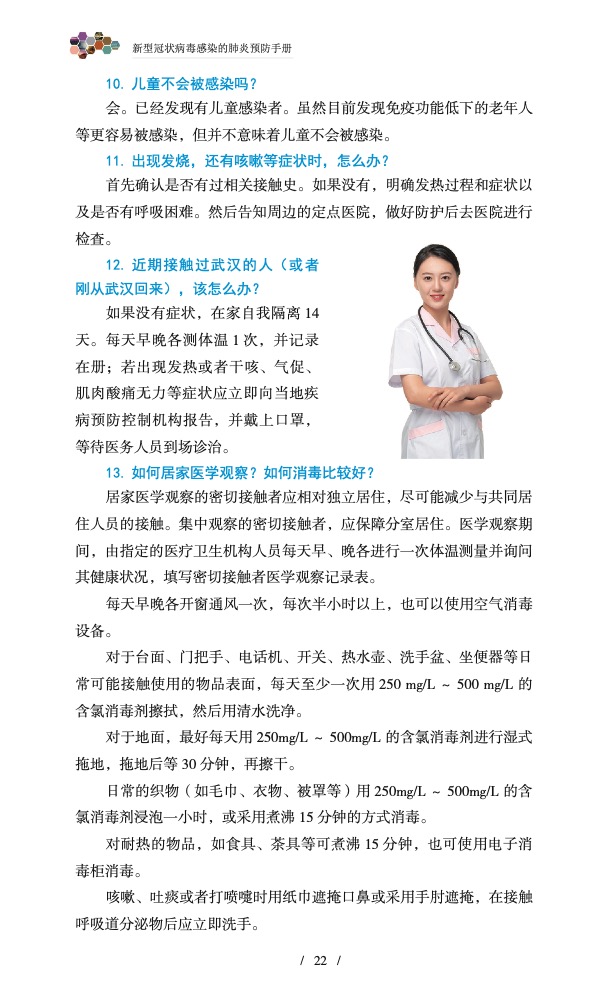 新型冠状病毒感染的肺炎预防手册
10. 儿童不会被感染吗？
会。已经发现有儿童感染者。虽然目前发现免疫功能低下的老年人
等更容易被感染，但并不意味着儿童不会被感染。
11. 出现发烧，还有咳嗽等症状时，怎么办？
首先确认是否有过相关接触史。如果没有，明确发热过程和症状以
及是否有呼吸困难。然后告知周边的定点医院，做好防护后去医院进行
检查。
12. 近期接触过武汉的人（或者
刚从武汉回来），该怎么办？
如果没有症状，在家自我隔离 14
天。每天早晚各测体温 1 次，并记录
在册；若出现发热或者干咳、气促、
肌肉酸痛无力等症状应立即向当地疾
病预防控制机构报告，并戴上口罩，
等待医务人员到场诊治。
13. 如何居家医学观察？如何消毒比较好？
居家医学观察的密切接触者应相对独立居住，尽可能减少与共同居
住人员的接触。集中观察的密切接触者，应保障分室居住。医学观察期
间，由指定的医疗卫生机构人员每天早、晚各进行一次体温测量并询问
其健康状况，填写密切接触者医学观察记录表。
每天早晚各开窗通风一次，每次半小时以上，也可以使用空气消毒
设备。
对于台面、门把手、电话机、开关、热水壶、洗手盆、坐便器等日
常可能接触使用的物品表面，每天至少一次用 250 mg/L ~ 500 mg/L 的
含氯消毒剂擦拭，然后用清水洗净。
对于地面，最好每天用 250mg/L ~ 500mg/L 的含氯消毒剂进行湿式
拖地，拖地后等 30 分钟，再擦干。
日常的织物（如毛巾、衣物、被罩等）用 250mg/L ~ 500mg/L 的含
氯消毒剂浸泡一小时，或采用煮沸 15 分钟的方式消毒。
对耐热的物品，如食具、茶具等可煮沸 15 分钟，也可使用电子消
毒柜消毒。
咳嗽、吐痰或者打喷嚏时用纸巾遮掩口鼻或采用手肘遮掩，在接触
呼吸道分泌物后应立即洗手。
/ 22 /